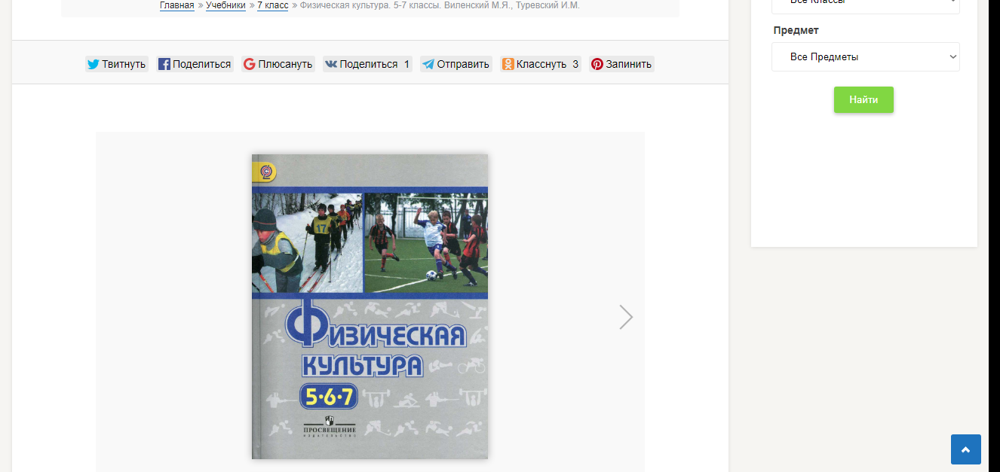 Главная » Учебники » 7 класс » Физическая культура. 5-7 классы. Виленский М.Я., Туревский И.М.
Твитнуть Поделиться Плюсануть Поделиться 1 Отправить Класснуть 3 Запинить
Все Классы
Предмет
Все Предметы
Найти
17
Физическая
культура
5·6·7
ПРОСВЕЩЕНИЕ
ИЗДАТЕЛЬСТВО